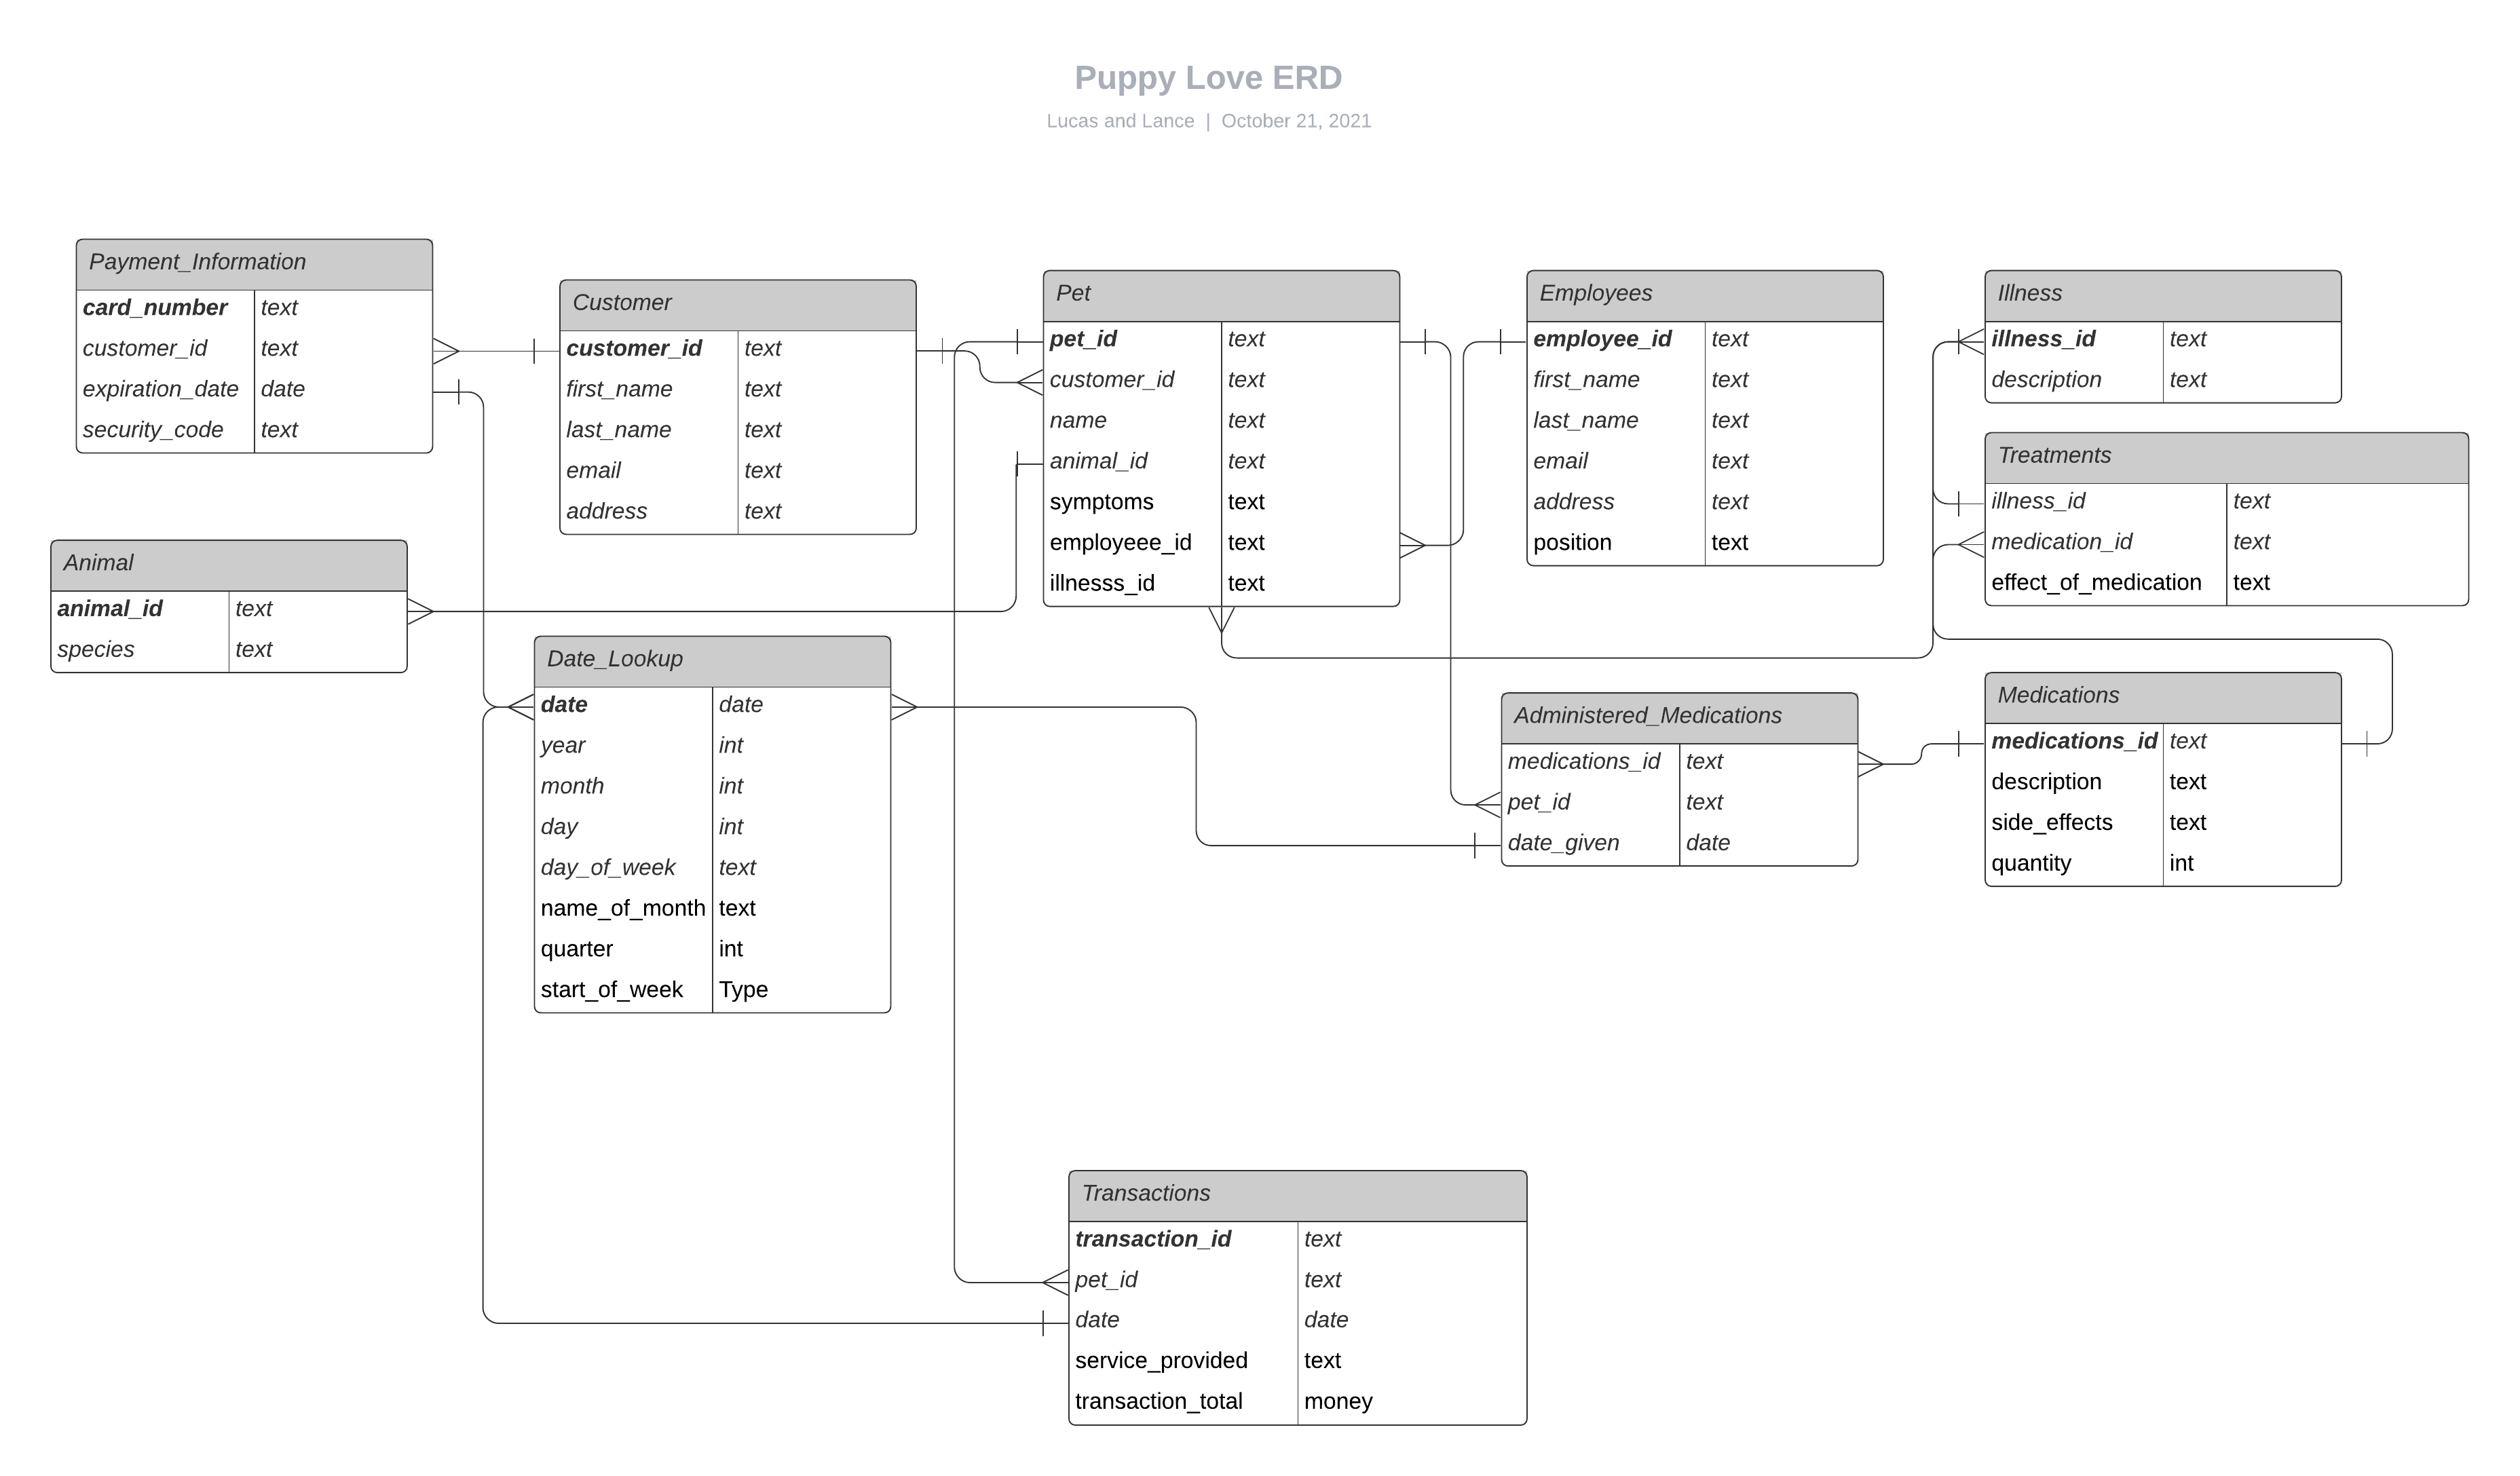 Puppy Love ERD
Lucas and Lance | October 21, 2021
Payment_Information
card_number text
customer_id text
expiration_date date
security_code text
Customer
customer_id text
first_name text
last_name text
email text
address text
Pet
pet_id text
customer_id text
name text
animal_id text
symptoms text
employeee_id text
illnesss_id text
Employees
employee_id text
first_name text
last_name text
email text
address text
position text
Illness
illness_id text
description text
Treatments
illness_id text
medication_id text
effect_of_medication text
Animal
animal_id text
species text
Date_Lookup
date date
year int
month int
day int
day_of_week text
name_of_month text
quarter int
start_of_week Type
Administered_Medications
medications_id text
pet_id text
date_given date
Medications
medications_id text
description text
side_effects text
quantity int
Transactions
transaction_id text
pet_id text
date date
service_provided text
transaction_total money